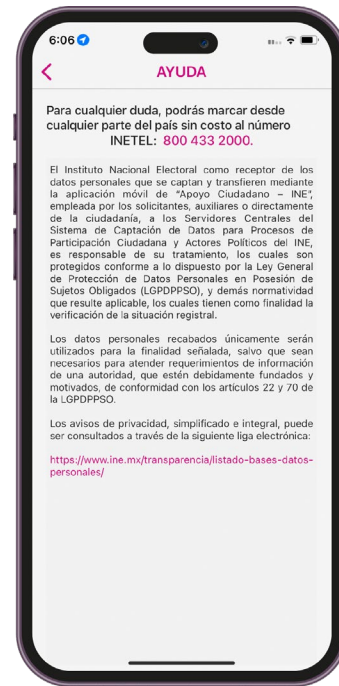 6:06
AYUDA
Para cualquier duda, podrás marcar desde
cualquier parte del país sin costo al número
INETEL: 800 433 2000.
El Instituto Nacional Electoral como receptor de los
datos personales que se captan y transfieren mediante
la aplicación móvil de “Apoyo Ciudadano – INE”,
empleada por los solicitantes, auxiliares o directamente
de la ciudadanía, a los Servidores Centrales del
Sistema de Captación de Datos para Procesos de
Participación Ciudadana y Actores Políticos del INE,
es responsable de su tratamiento, los cuales son
protegidos conforme a lo dispuesto por la Ley General
de Protección de Datos Personales en Posesión de
Sujetos Obligados (LGPDPPSO), y demás normatividad
que resulte aplicable, los cuales tienen como finalidad la
verificación de la situación registral.
Los datos personales recabados únicamente serán
utilizados para la finalidad señalada, salvo que sean
necesarios para atender requerimientos de información
de una autoridad, que estén debidamente fundados y
motivados, de conformidad con los artículos 22 y 70 de
la LGPDPPSO.
Los avisos de privacidad, simplificado e integral, puede
ser consultados a través de la siguiente liga electrónica:
https://www.ine.mx/transparencia/listado-bases-datos-
personales/